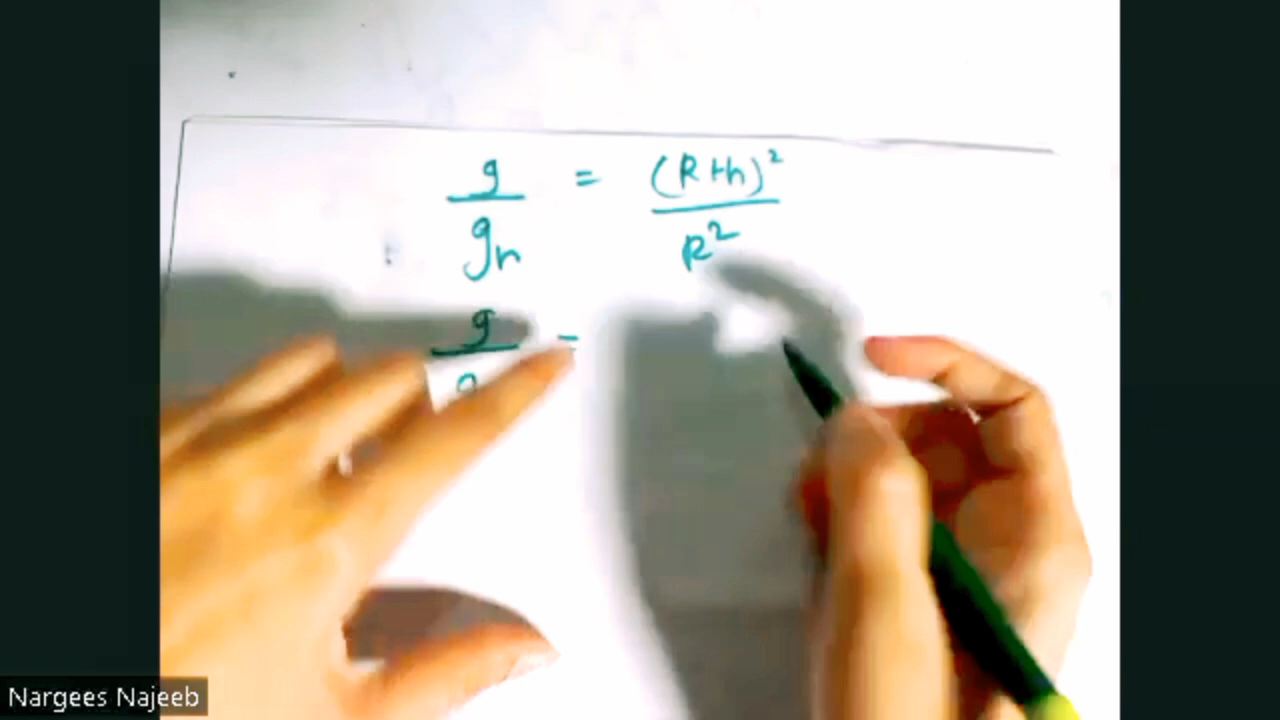 g/gₕ = (R+h)²/R²
g/g =
Nargees Najeeb